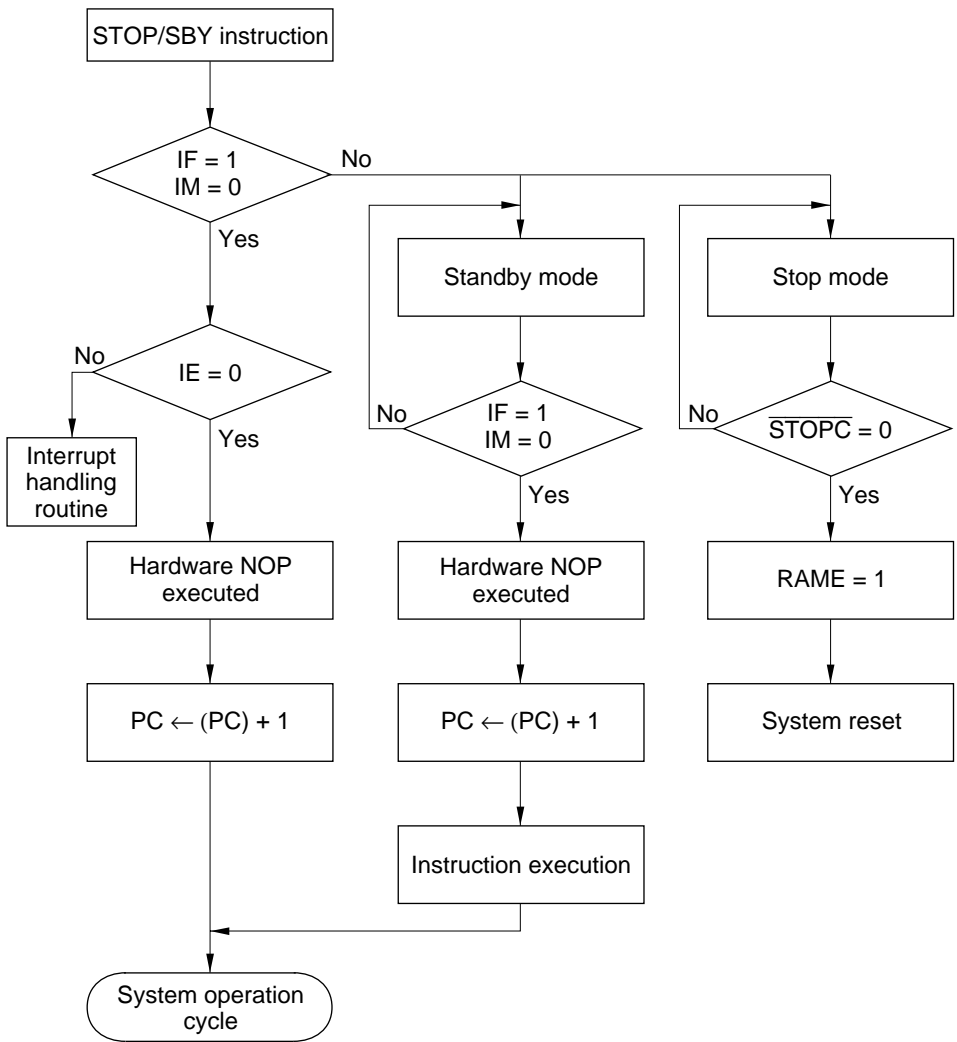 STOP/SBY instruction
IF = 1
IM = 0
No
Yes
Standby mode
Stop mode
IE = 0
No
Yes
IF = 1
IM = 0
No
Yes
S̅T̅O̅P̅C̅ = 0
No
Yes
Interrupt
handling
routine
Hardware NOP
executed
Hardware NOP
executed
RAME = 1
PC ← (PC) + 1
PC ← (PC) + 1
System reset
Instruction execution
System operation
cycle